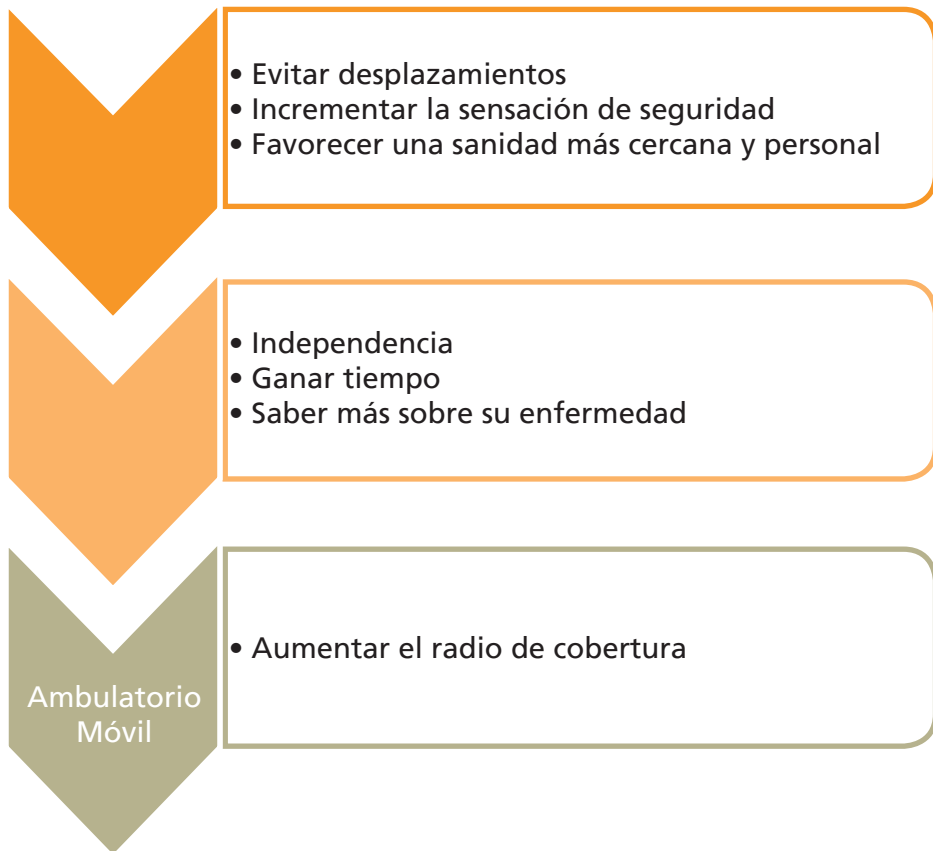 • Evitar desplazamientos
• Incrementar la sensación de seguridad
• Favorecer una sanidad más cercana y personal
• Independencia
• Ganar tiempo
• Saber más sobre su enfermedad
Ambulatorio
Móvil
• Aumentar el radio de cobertura